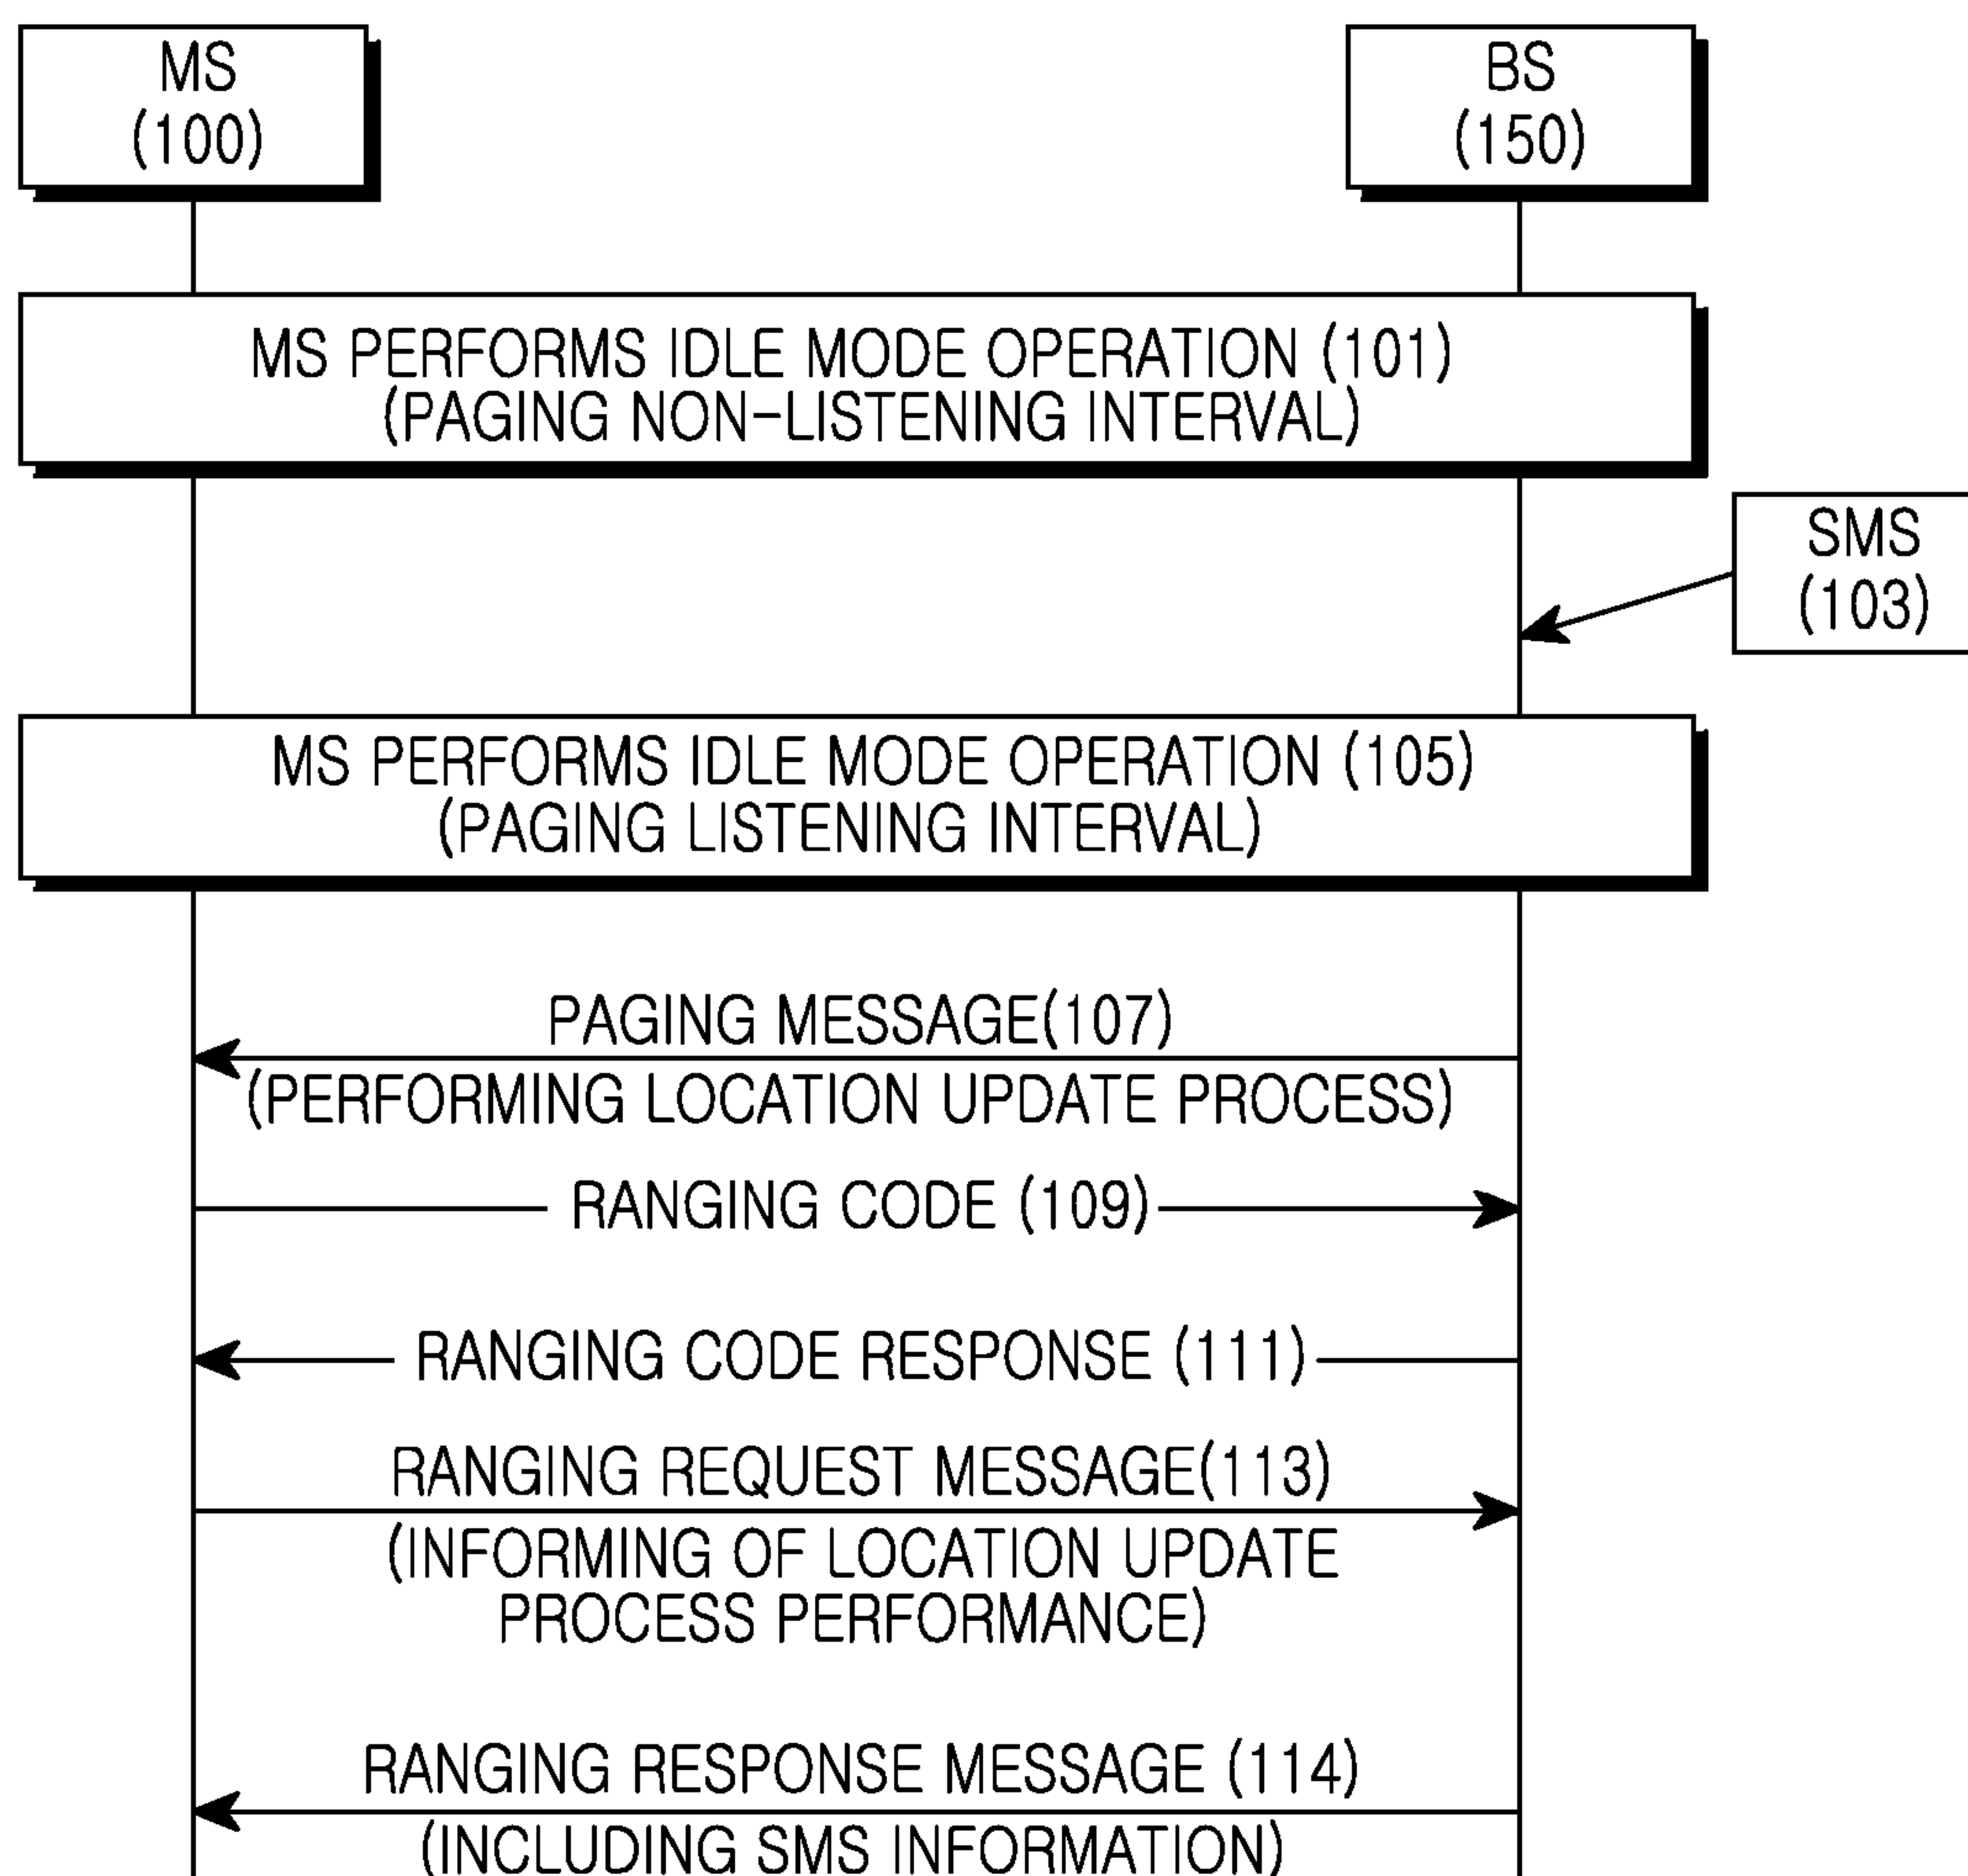 MS
(100)
BS
(150)
MS PERFORMS IDLE MODE OPERATION (101)
(PAGING NON-LISTENING INTERVAL)
SMS
(103)
MS PERFORMS IDLE MODE OPERATION (105)
(PAGING LISTENING INTERVAL)
PAGING MESSAGE(107)
(PERFORMING LOCATION UPDATE PROCESS)
RANGING CODE (109)
RANGING CODE RESPONSE (111)
RANGING REQUEST MESSAGE(113)
(INFORMING OF LOCATION UPDATE
PROCESS PERFORMANCE)
RANGING RESPONSE MESSAGE (114)
(INCLUDING SMS INFORMATION)